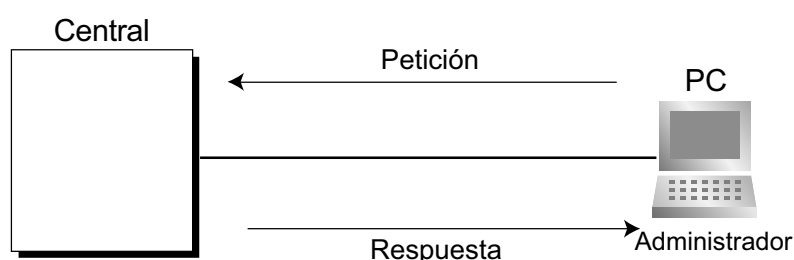 Central
Petición
PC
Respuesta
Administrador